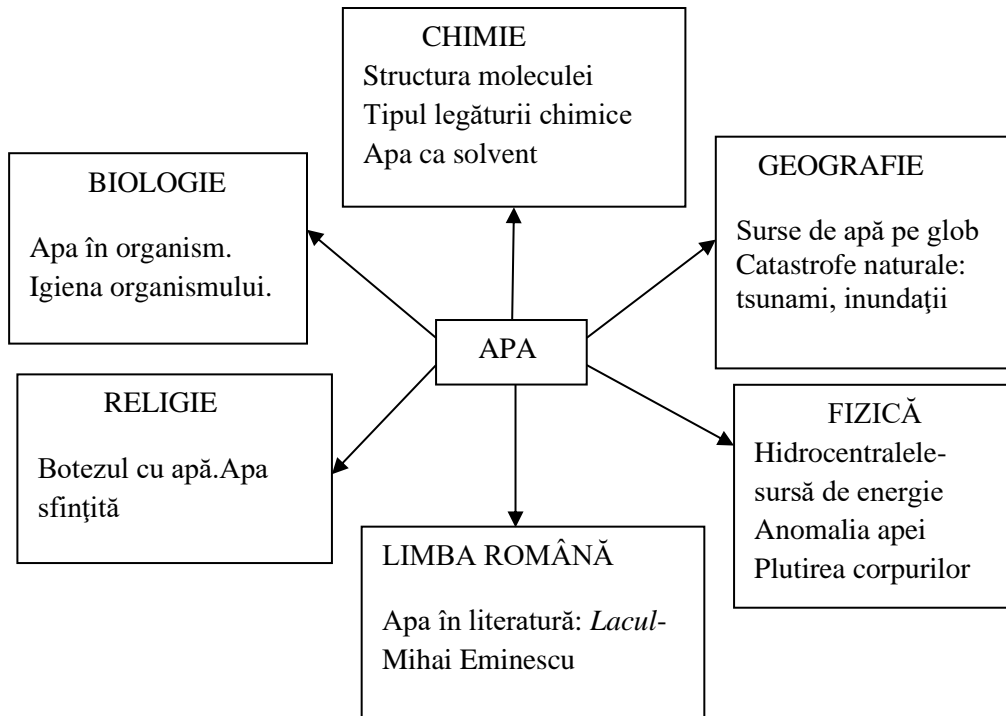 CHIMIE
Structura moleculei
Tipul legăturii chimice
Apa ca solvent
BIOLOGIE
Apa în organism.
Igiena organismului.
GEOGRAFIE
Surse de apă pe glob
Catastrofe naturale:
tsunami, inundaţii
APA
RELIGIE
Botezul cu apă.Apa
sfinţită
FIZICĂ
Hidrocentralele-
sursă de energie
Anomalia apei
Plutirea corpurilor
LIMBA ROMÂNĂ
Apa în literatură: Lacul-
Mihai Eminescu